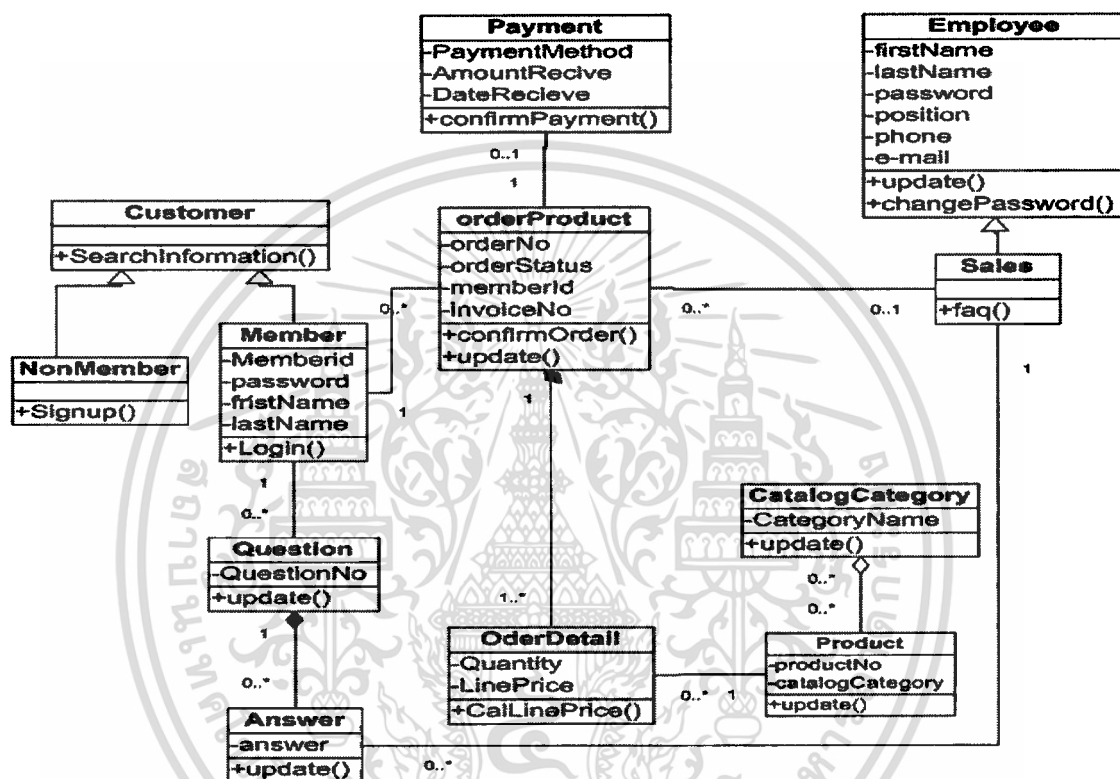 Payment
-PaymentMethod
-AmountRecive
-DateRecieve
+confirmPayment()
0..1
1
Employee
-firstName
-lastName
-password
-position
-phone
-e-mail
+update()
+changePassword()
Customer
+SearchInformation()
orderProduct
-orderNo
-orderStatus
-memberId
-invoiceNo
+confirmOrder()
+update()
0..*
0..*
0..1
1
1
1
Sales
+faq()
NonMember
+Signup()
Member
-Memberid
-password
-fristName
-lastName
+Login()
1
0..*
Question
-QuestionNo
+update()
1
0..*
Answer
-answer
+update()
0..*
CatalogCategory
-CategoryName
+update()
0..*
0..*
1..*
OderDetail
-Quantity
-LinePrice
+CalLinePrice()
0..*
1
Product
-productNo
-catalogCategory
+update()